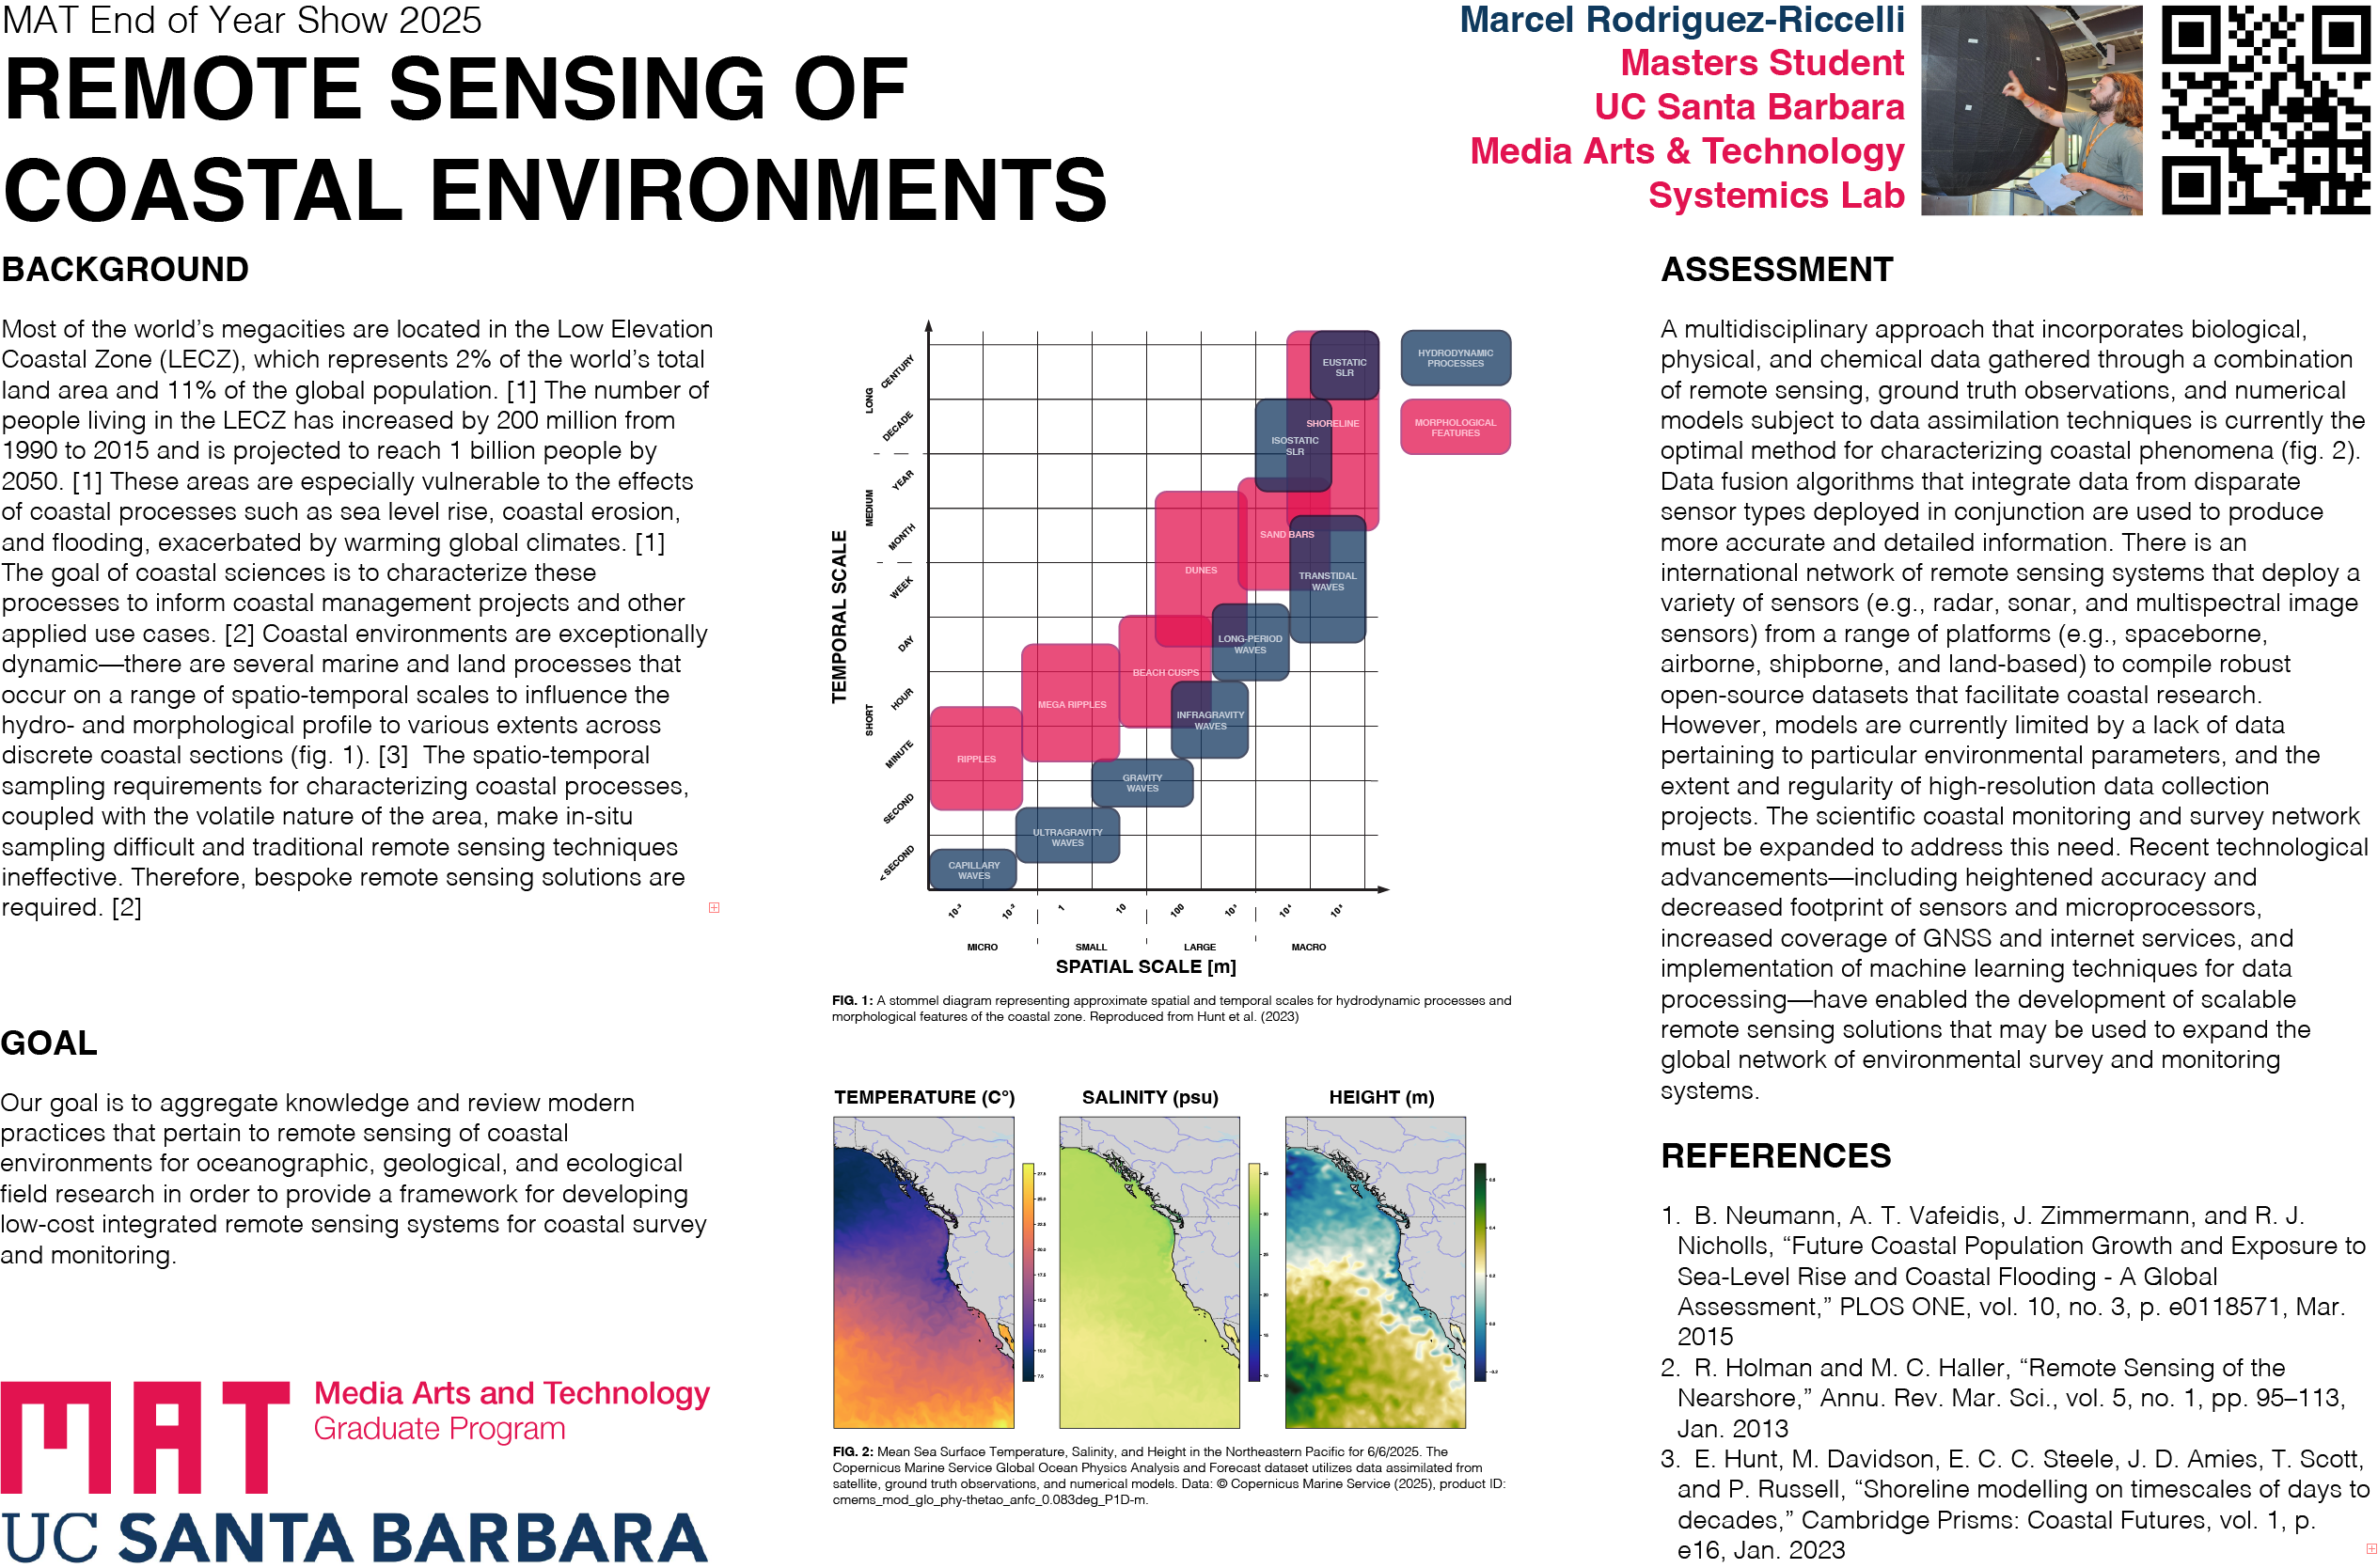 MAT End of Year Show 2025
REMOTE SENSING OF
COASTAL ENVIRONMENTS
Marcel Rodriguez-Riccelli
Masters Student
UC Santa Barbara
Media Arts & Technology
Systemics Lab
BACKGROUND
Most of the world’s megacities are located in the Low Elevation
Coastal Zone (LECZ), which represents 2% of the world’s total
land area and 11% of the global population. [1] The number of
people living in the LECZ has increased by 200 million from
1990 to 2015 and is projected to reach 1 billion people by
2050. [1] These areas are especially vulnerable to the effects
of coastal processes such as sea level rise, coastal erosion,
and flooding, exacerbated by warming global climates. [1]
The goal of coastal sciences is to characterize these
processes to inform coastal management projects and other
applied use cases. [2] Coastal environments are exceptionally
dynamic—there are several marine and land processes that
occur on a range of spatio-temporal scales to influence the
hydro- and morphological profile to various extents across
discrete coastal sections (fig. 1). [3]  The spatio-temporal
sampling requirements for characterizing coastal processes,
coupled with the volatile nature of the area, make in-situ
sampling difficult and traditional remote sensing techniques
ineffective. Therefore, bespoke remote sensing solutions are
required. [2]
GOAL
Our goal is to aggregate knowledge and review modern
practices that pertain to remote sensing of coastal
environments for oceanographic, geological, and ecological
field research in order to provide a framework for developing
low-cost integrated remote sensing systems for coastal survey
and monitoring.
MAT
Media Arts and Technology
Graduate Program
UC SANTA BARBARA
TEMPORAL SCALE
LONG
MEDIUM
SHORT
CENTURY
DECADE
YEAR
MONTH
WEEK
DAY
HOUR
MINUTE
SECOND
< SECOND
EUSTATIC
SLR
SHORELINE
ISOSTATIC
SLR
SAND BARS
DUNES
TRANSTIDAL
WAVES
LONG-PERIOD
WAVES
BEACH CUSPS
MEGA RIPPLES
INFRAGRAVITY
WAVES
RIPPLES
GRAVITY
WAVES
ULTRAGRAVITY
WAVES
CAPILLARY
WAVES
HYDRODYNAMIC
PROCESSES
MORPHOLOGICAL
FEATURES
1 10 100
MICRO SMALL LARGE MACRO
SPATIAL SCALE [m]
FIG. 1: A stommel diagram representing approximate spatial and temporal scales for hydrodynamic processes and
morphological features of the coastal zone. Reproduced from Hunt et al. (2023)
TEMPERATURE (C°) SALINITY (psu) HEIGHT (m)
27.5
25.0
22.5
20.0
17.5
15.0
12.5
10.0
7.5
35
30
25
20
15
10
FIG. 2: Mean Sea Surface Temperature, Salinity, and Height in the Northeastern Pacific for 6/6/2025. The
Copernicus Marine Service Global Ocean Physics Analysis and Forecast dataset utilizes data assimilated from
satellite, ground truth observations, and numerical models. Data: © Copernicus Marine Service (2025), product ID:
cmems_mod_glo_phy-thetao_anfc_0.083deg_P1D-m.
ASSESSMENT
A multidisciplinary approach that incorporates biological,
physical, and chemical data gathered through a combination
of remote sensing, ground truth observations, and numerical
models subject to data assimilation techniques is currently the
optimal method for characterizing coastal phenomena (fig. 2).
Data fusion algorithms that integrate data from disparate
sensor types deployed in conjunction are used to produce
more accurate and detailed information. There is an
international network of remote sensing systems that deploy a
variety of sensors (e.g., radar, sonar, and multispectral image
sensors) from a range of platforms (e.g., spaceborne,
airborne, shipborne, and land-based) to compile robust
open-source datasets that facilitate coastal research.
However, models are currently limited by a lack of data
pertaining to particular environmental parameters, and the
extent and regularity of high-resolution data collection
projects. The scientific coastal monitoring and survey network
must be expanded to address this need. Recent technological
advancements—including heightened accuracy and
decreased footprint of sensors and microprocessors,
increased coverage of GNSS and internet services, and
implementation of machine learning techniques for data
processing—have enabled the development of scalable
remote sensing solutions that may be used to expand the
global network of environmental survey and monitoring
systems.
REFERENCES
1. B. Neumann, A. T. Vafeidis, J. Zimmermann, and R. J.
Nicholls, “Future Coastal Population Growth and Exposure to
Sea-Level Rise and Coastal Flooding - A Global
Assessment,” PLOS ONE, vol. 10, no. 3, p. e0118571, Mar.
2015
2. R. Holman and M. C. Haller, “Remote Sensing of the
Nearshore,” Annu. Rev. Mar. Sci., vol. 5, no. 1, pp. 95–113,
Jan. 2013
3. E. Hunt, M. Davidson, E. C. C. Steele, J. D. Amies, T. Scott,
and P. Russell, “Shoreline modelling on timescales of days to
decades,” Cambridge Prisms: Coastal Futures, vol. 1, p.
e16, Jan. 2023